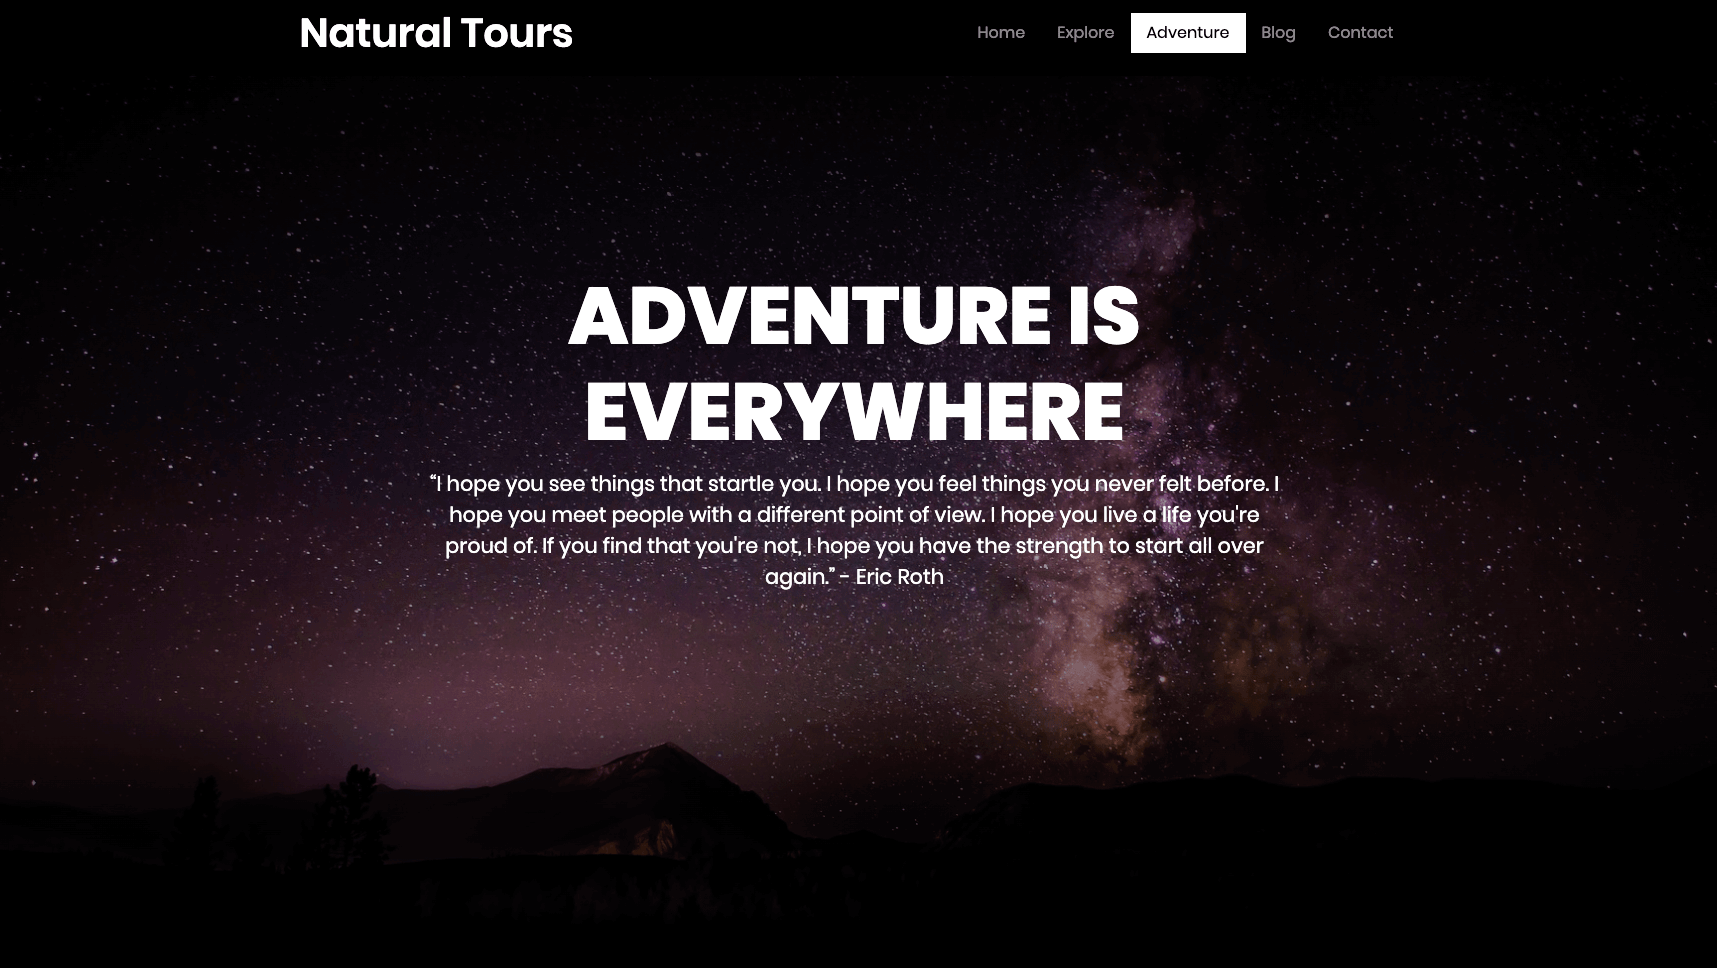 Natural Tours
Home Explore Adventure Blog Contact
ADVENTURE IS
EVERYWHERE
“I hope you see things that startle you. I hope you feel things you never felt before. I
hope you meet people with a different point of view. I hope you live a life you're
proud of. If you find that you're not, I hope you have the strength to start all over
again.” - Eric Roth